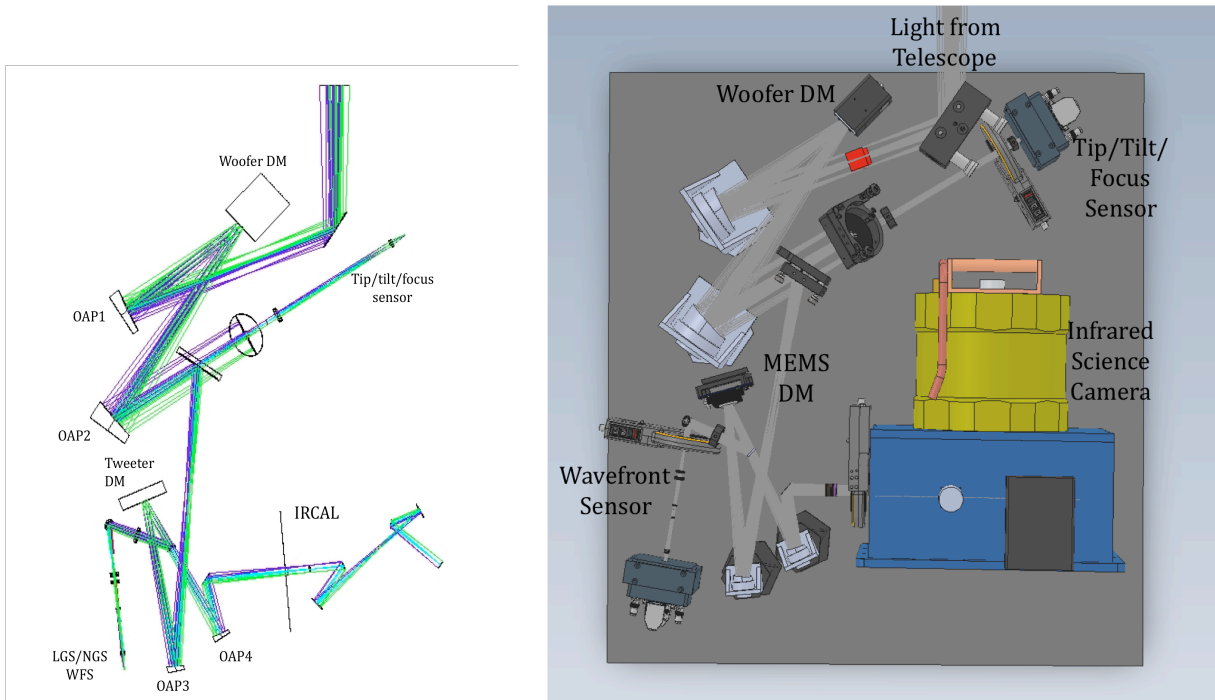 Woofer DM
Tip/tilt/focus
sensor
OAP1
OAP2
Tweeter
DM
IRCAL
OAP4
LGS/NGS
WFS
OAP3
Light from
Telescope
Woofer DM
Tip/Tilt/
Focus
Sensor
MEMS
DM
Infrared
Science
Camera
Wavefront
Sensor